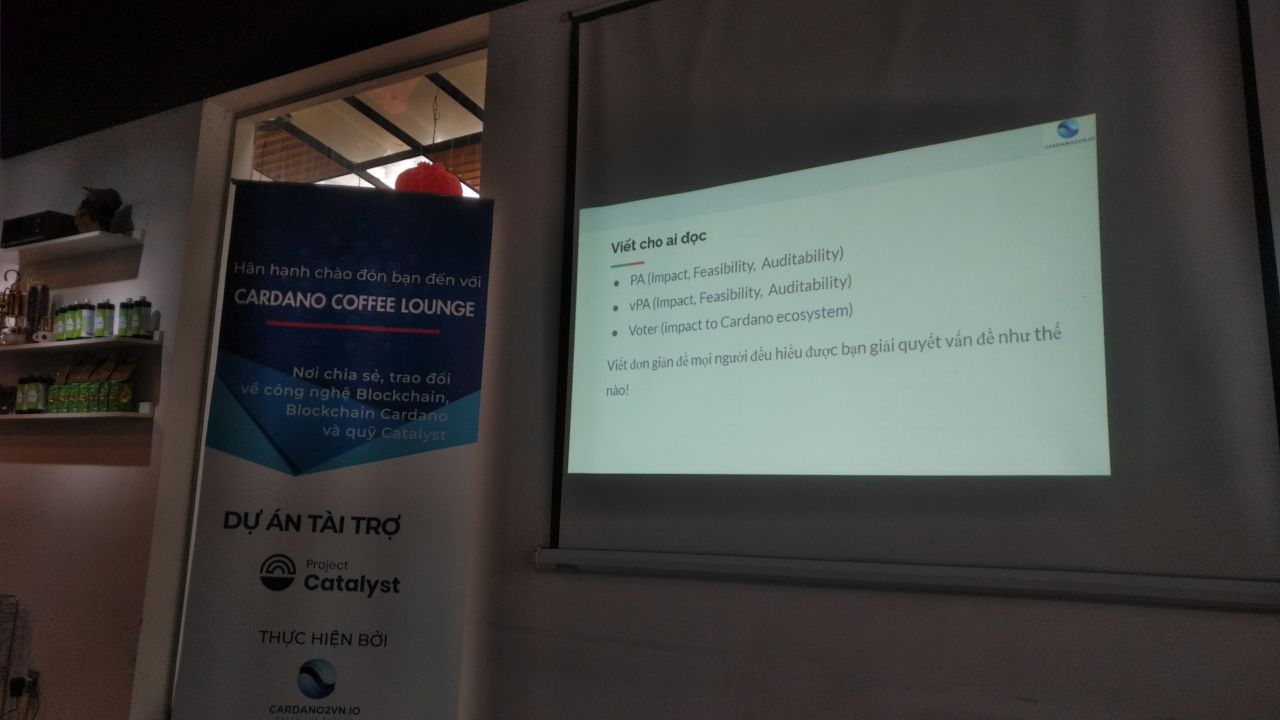 Hân hạnh chào đón bạn đến với
CARDANO COFFEE LOUNGE
Nơi chia sẻ, trao đổi
về công nghệ Blockchain,
Blockchain Cardano
và quỹ Catalyst
DỰ ÁN TÀI TRỢ
Project
Catalyst
THỰC HIỆN BỞI
CARDANO2VN.IO
CARDANO2VN.IO
Viết cho ai đọc
● PA (Impact, Feasibility, Auditability)
● vPA (Impact, Feasibility, Auditability)
● Voter (impact to Cardano ecosystem)
Viết đơn giản để mọi người đều hiểu được bạn giải quyết vấn đề như thế
nào!